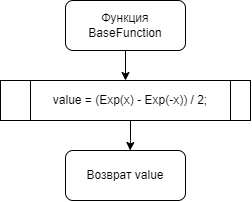 Функция
BaseFunction
value = (Exp(x) - Exp(-x)) / 2;
Возврат value